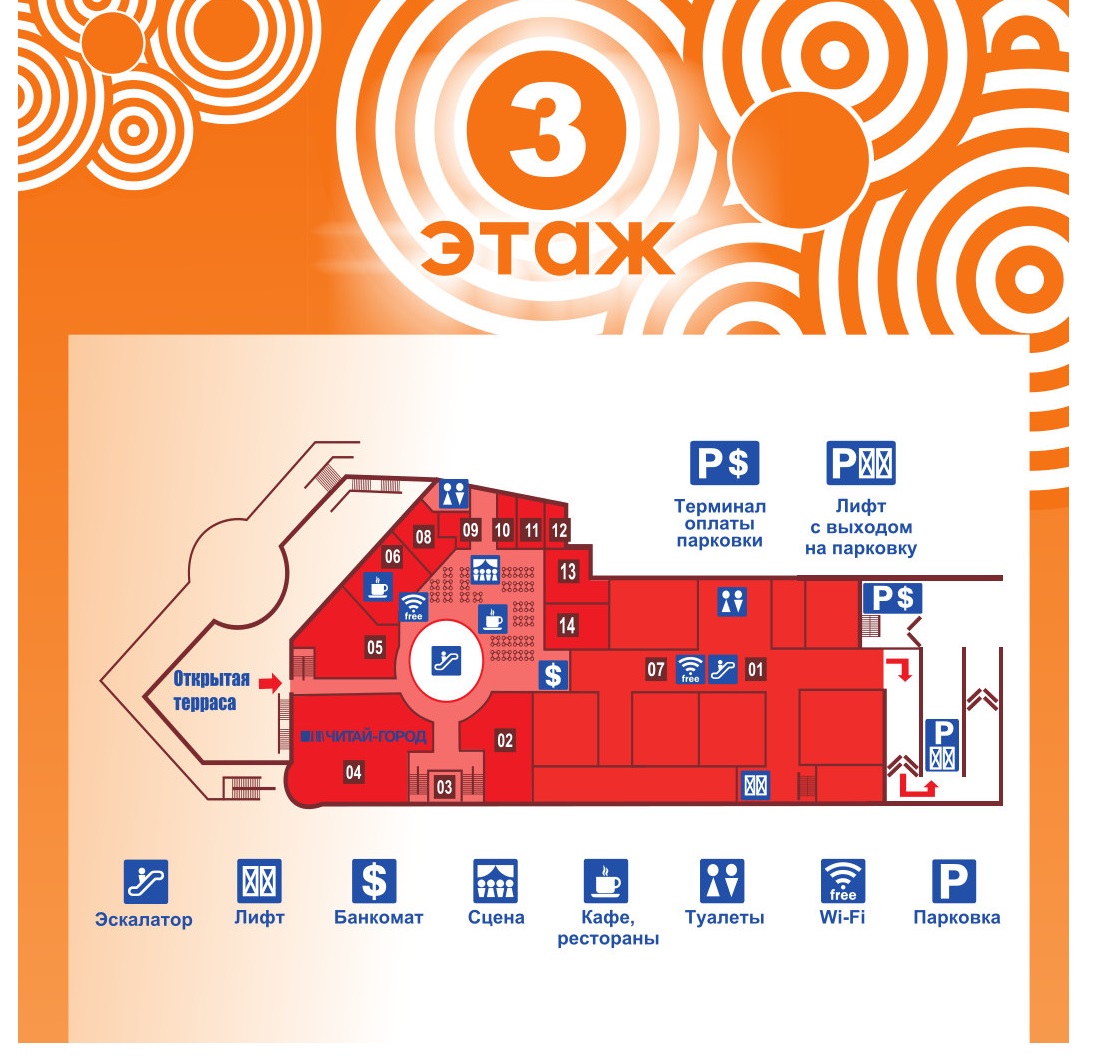 3
этаж
P $
P
Терминал
оплаты
парковки
Лифт
с выходом
на парковку
08
09
10
11
12
06
13
free
14
P $
05
$
07
free
01
Открытая
терраса
ЧИТАЙ-ГОРОД
02
P
04
03
$
free
P
Эскалатор
Лифт
Банкомат
Сцена
Кафе,
рестораны
Туалеты
Wi-Fi
Парковка